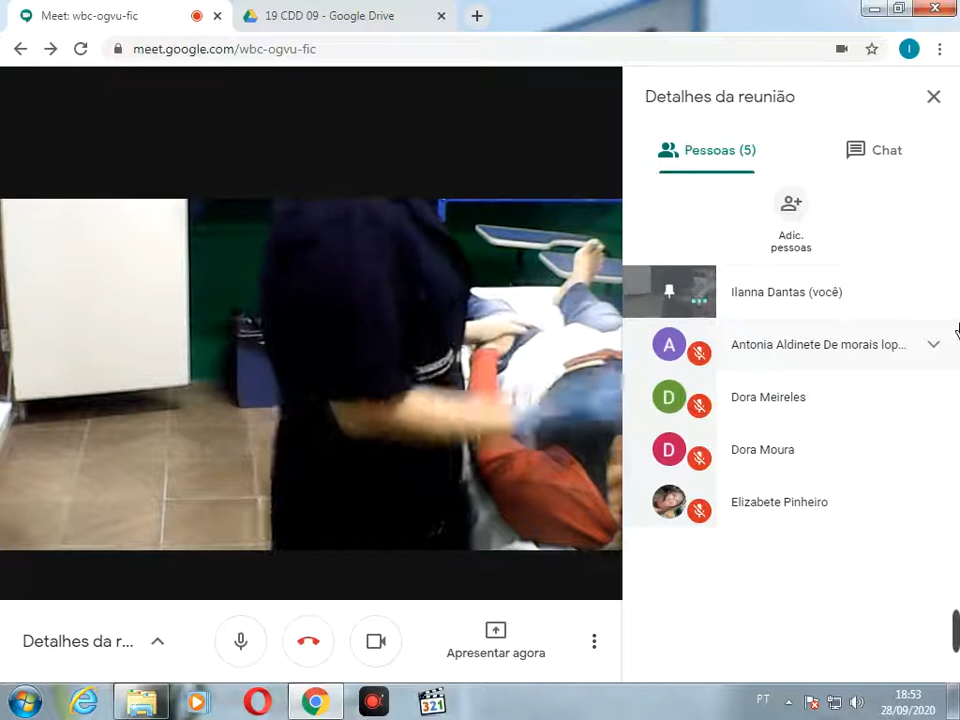 Meet: wbc-ogvu-fic
19 CDD 09 - Google Drive
meet.google.com/wbc-ogvu-fic
I
Detalhes da reunião
Pessoas (5)
Chat
Adic.
pessoas
Ilanna Dantas (você)
A
Antonia Aldinete De morais lop...
D
Dora Meireles
D
Dora Moura
Elizabete Pinheiro
Detalhes da r...
Apresentar agora
321
PT
18:53
28/09/2020